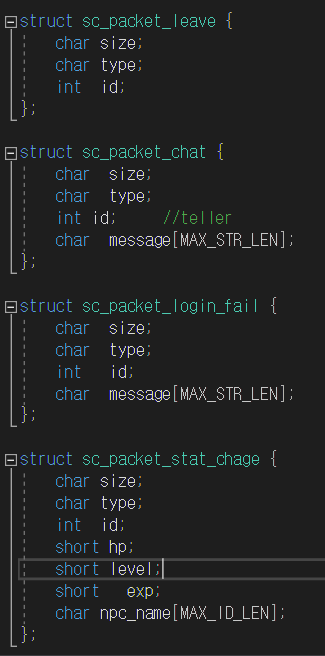 struct sc_packet_leave {
char size;
char type;
int id;
};
struct sc_packet_chat {
char size;
char type;
int id; //teller
char message[MAX_STR_LEN];
};
struct sc_packet_login_fail {
char size;
char type;
int id;
char message[MAX_STR_LEN];
};
struct sc_packet_stat_chage {
char size;
char type;
int id;
short hp;
short level;
short exp;
char npc_name[MAX_ID_LEN];
};